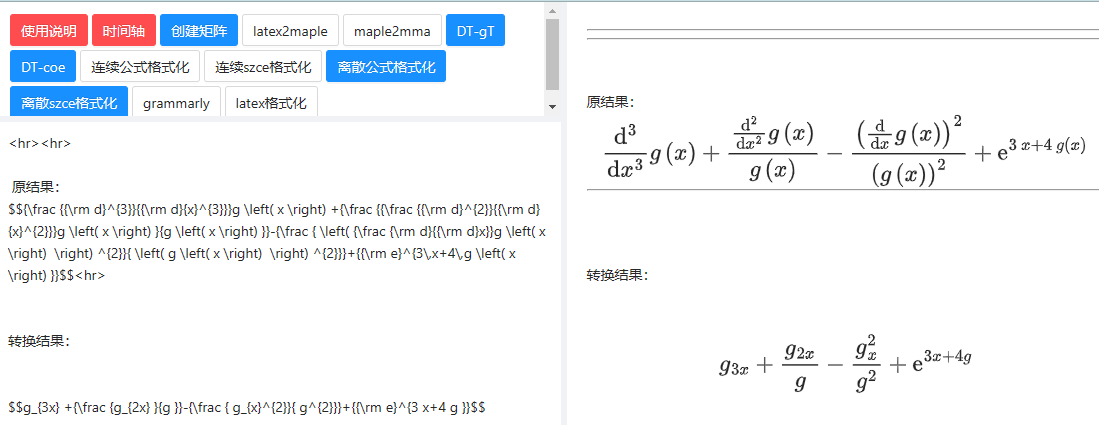 使用说明 时间轴 创建矩阵 latex2maple maple2mma DT-gT
DT-coe 连续公式格式化 连续szce格式化 离散公式格式化
离散szce格式化 grammarly latex格式化
<hr><hr>
原结果:
$${\frac {{\rm d}^{3}}{{\rm d}{x}^{3}}}g \left( x \right) +{\frac {{\frac {{\rm d}^{2}}{{\rm d}
{x}^{2}}}g \left( x \right) }{g \left( x \right) }}-{\frac { \left( {\frac {\rm d}{{\rm d}x}}g \left( x
\right) \right) ^{2}}{ \left( g \left( x \right) \right) ^{2}}}+{{\rm e}^{3\,x+4\,g \left( x
\right) }}$$<hr>
转换结果:
$$g_{3x} +{\frac {g_{2x} }{g }}-{\frac { g_{x}^{2}}{ g^{2}}}+{{\rm e}^{3 x+4 g }}$$
原结果:
\frac{d^3}{dx^3} g(x) + \frac{\frac{d^2}{dx^2} g(x)}{g(x)} - \frac{(\frac{d}{dx} g(x))^2}{(g(x))^2} + e^{3 x+4 g(x)}
转换结果:
g_{3x} + \frac{g_{2x}}{g} - \frac{g_x^2}{g^2} + e^{3x+4g}